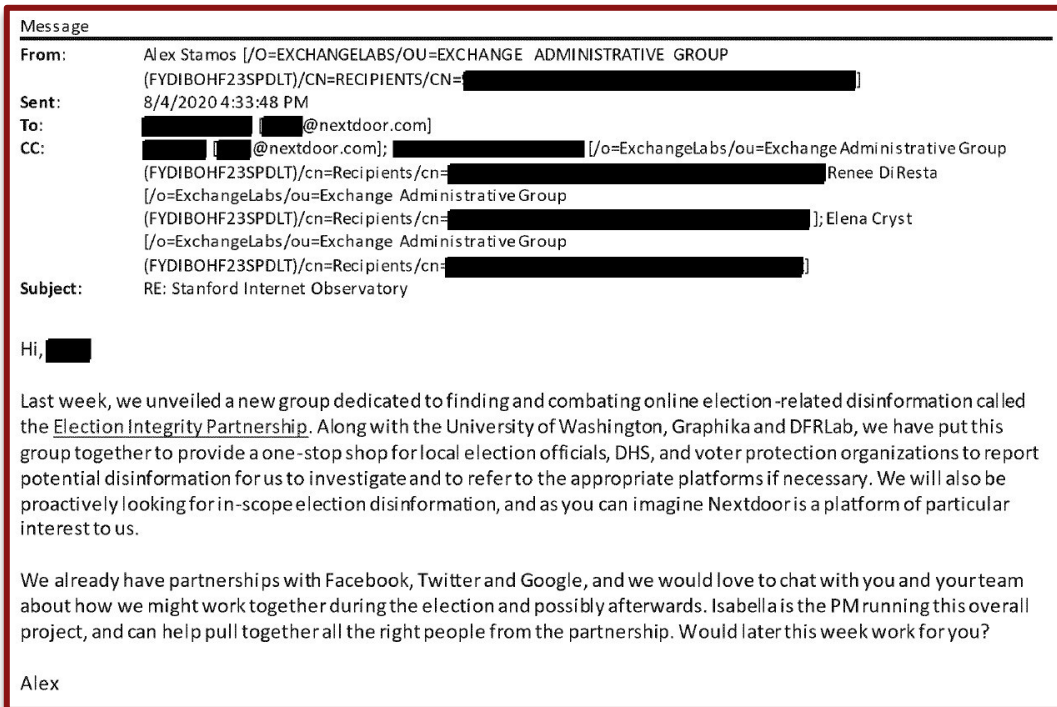 Message
From: Alex Stamos [/O=EXCHANGELABS/OU=EXCHANGE ADMINISTRATIVE GROUP
(FYDIBOHF23SPDLT)/CN=RECIPIENTS/CN= ]
Sent: 8/4/2020 4:33:48 PM
To: [ @nextdoor.com]
CC: [ @nextdoor.com]; [/o=ExchangeLabs/ou=Exchange Administrative Group
(FYDIBOHF23SPDLT)/cn=Recipients/cn= Renee DiResta
[/o=ExchangeLabs/ou=Exchange Administrative Group
(FYDIBOHF23SPDLT)/cn=Recipients/cn= ]; Elena Cryst
[/o=ExchangeLabs/ou=Exchange Administrative Group
(FYDIBOHF23SPDLT)/cn=Recipients/cn= ]
Subject: RE: Stanford Internet Observatory
Hi,
Last week, we unveiled a new group dedicated to finding and combating online election-related disinformation called
the Election Integrity Partnership. Along with the University of Washington, Graphika and DFRLab, we have put this
group together to provide a one-stop shop for local election officials, DHS, and voter protection organizations to report
potential disinformation for us to investigate and to refer to the appropriate platforms if necessary. We will also be
proactively looking for in-scope election disinformation, and as you can imagine Nextdoor is a platform of particular
interest to us.
We already have partnerships with Facebook, Twitter and Google, and we would love to chat with you and your team
about how we might work together during the election and possibly afterwards. Isabella is the PM running this overall
project, and can help pull together all the right people from the partnership. Would later this week work for you?
Alex